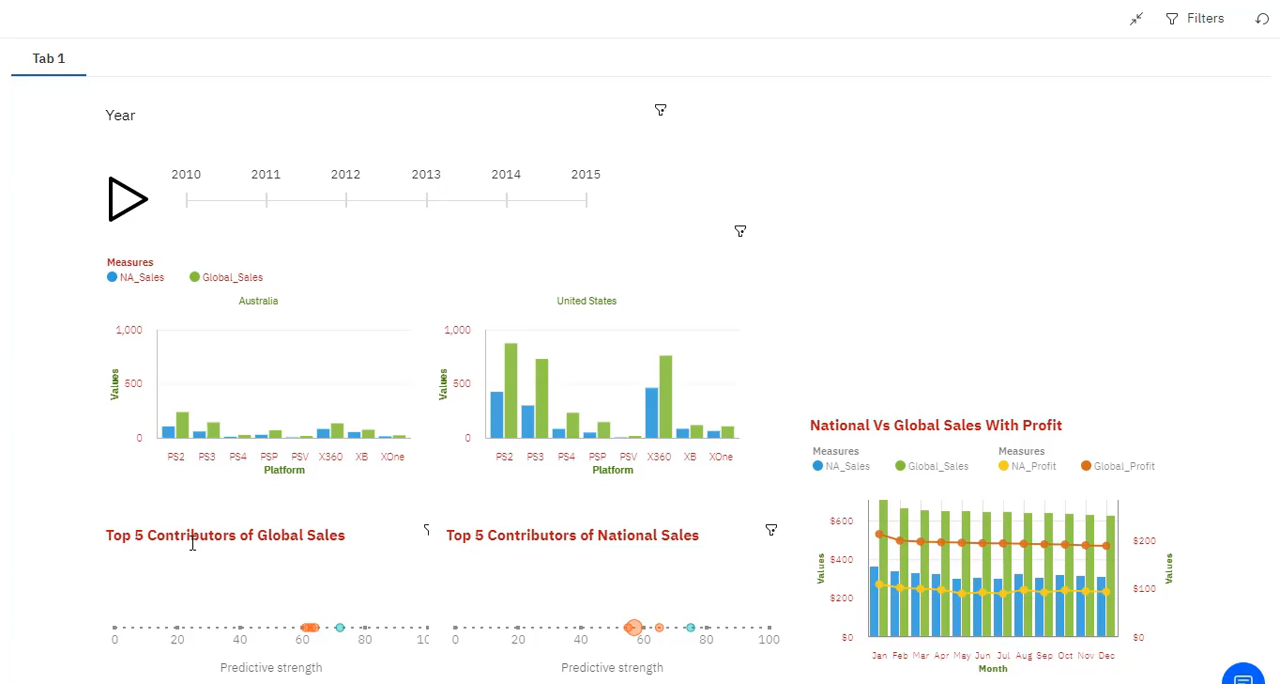 Filters
Tab 1
Year
2010 2011 2012 2013 2014 2015
Measures
NA_Sales Global_Sales
Australia
United States
1,000
500
0
Values
PS2 PS3 PS4 PSP PSV X360 XB XOne
Platform
1,000
500
0
Values
PS2 PS3 PS4 PSP PSV X360 XB XOne
Platform
Top 5 Contributors of Global Sales
0 20 40 60 80
Predictive strength
Top 5 Contributors of National Sales
0 20 40 60 80 100
Predictive strength
National Vs Global Sales With Profit
Measures Measures
NA_Sales Global_Sales NA_Profit Global_Profit
$600
$400
$200
$0
Values
$200
$100
$0
Values
Jan Feb Mar Apr May Jun Jul Aug Sep Oct Nov Dec
Month